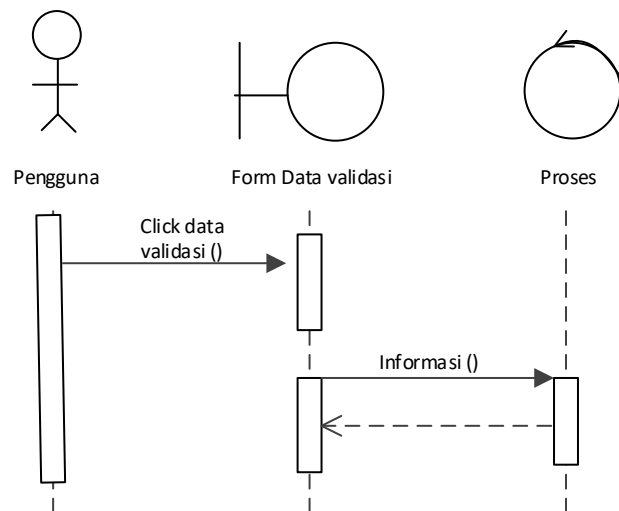 Pengguna
Form Data validasi
Proses
Click data
validasi ()
Informasi ()